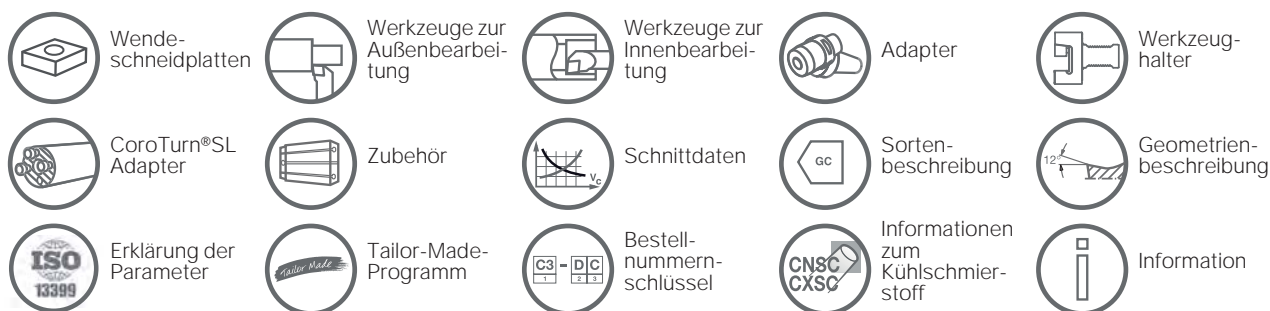 Wende-
schneidplatten
Werkzeuge zur
Außenbearbei-
tung
Werkzeuge zur
Innenbearbei-
tung
Adapter
Werkzeug-
halter
CoroTurn®SL
Adapter
Zubehör
Vc
Schnittdaten
GC
Sorten-
beschreibung
12°
Geometrien-
beschreibung
ISO
13399
Erklärung der
Parameter
Tailor Made
Tailor-Made-
Programm
C3 - D C
1 2 3
Bestell-
nummern-
schlüssel
CNSC
CXSC
Informationen
zum
Kühlschmier-
stoff
i
Information